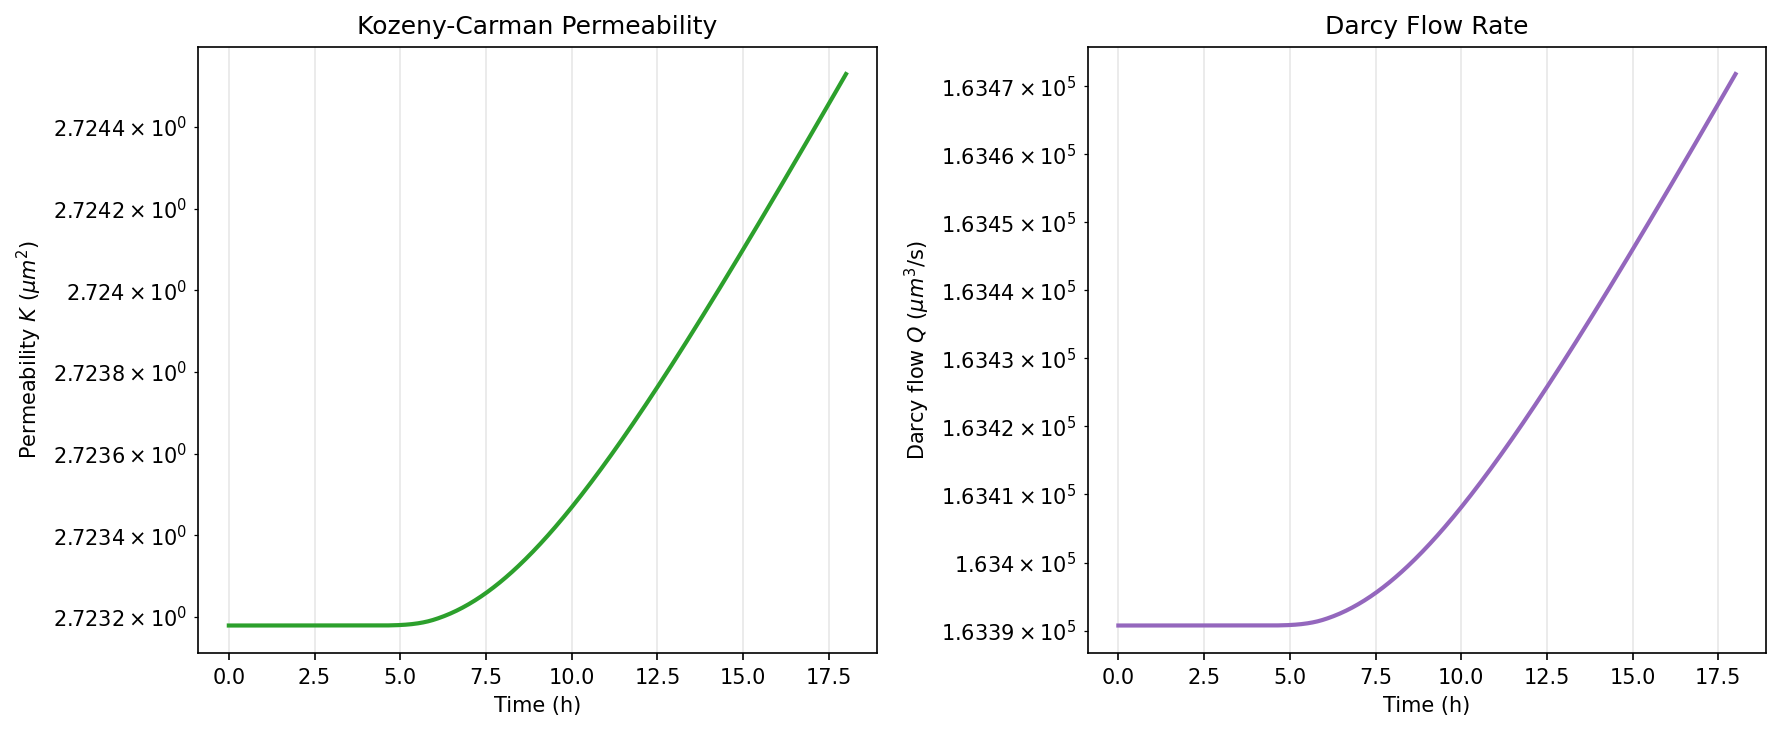 Kozeny-Carman Permeability
Permeability K (μm²)
2.7244 × 10⁰
2.7242 × 10⁰
2.724 × 10⁰
2.7238 × 10⁰
2.7236 × 10⁰
2.7234 × 10⁰
2.7232 × 10⁰
0.0 2.5 5.0 7.5 10.0 12.5 15.0 17.5
Time (h)
Darcy Flow Rate
Darcy flow Q (μm³/s)
1.6347 × 10⁵
1.6346 × 10⁵
1.6345 × 10⁵
1.6344 × 10⁵
1.6343 × 10⁵
1.6342 × 10⁵
1.6341 × 10⁵
1.634 × 10⁵
1.6339 × 10⁵
0.0 2.5 5.0 7.5 10.0 12.5 15.0 17.5
Time (h)